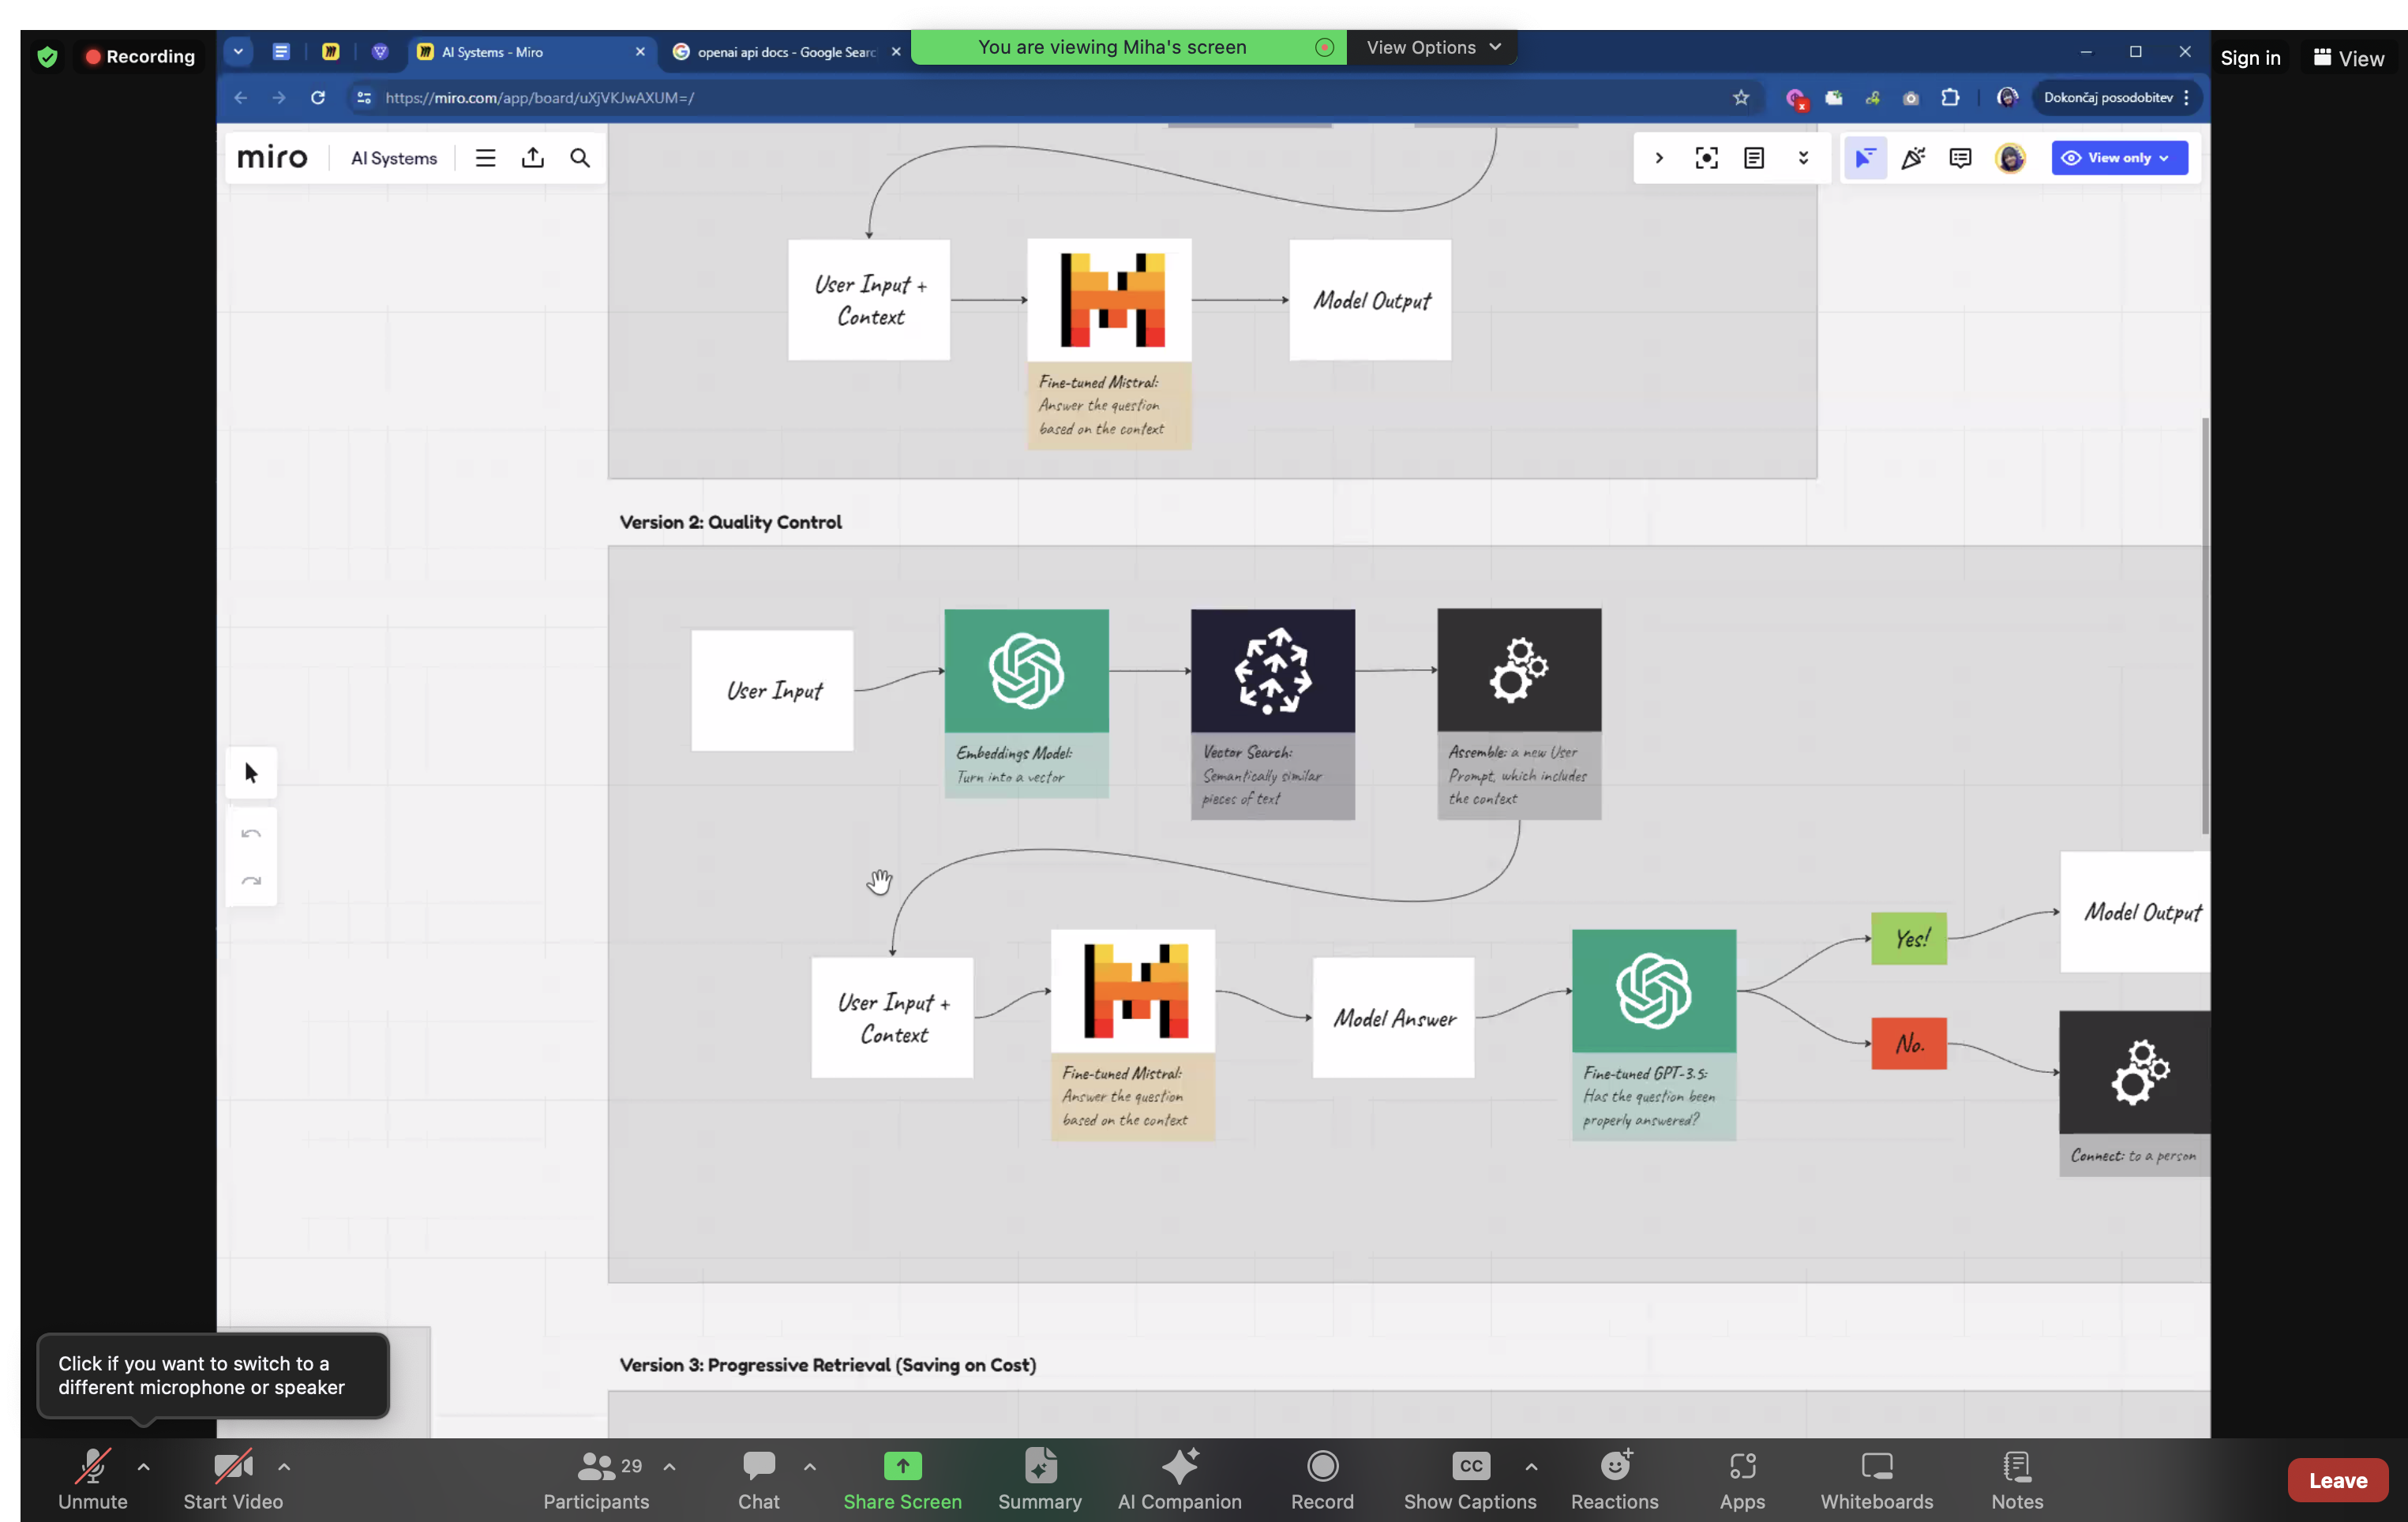 Recording
AI Systems - Miro
openai api docs - Google Searc
You are viewing Miha's screen
View Options
Sign in
View
https://miro.com/app/board/uXjVKJwAXUM=/
Dokončaj posodobitev
miro
AI Systems
View only
User Input +
Context
Model Output
Fine-tuned Mistral:
Answer the question
based on the context
Version 2: Quality Control
User Input
Embeddings Model:
Turn into a vector
Vector Search:
Semantically similar
pieces of text
Assemble: a new User
Prompt, which includes
the context
User Input +
Context
Fine-tuned Mistral:
Answer the question
based on the context
Model Answer
Fine-tuned GPT-3.5:
Has the question been
properly answered?
Yes!
No.
Model Output
Connect: to a person
Version 3: Progressive Retrieval (Saving on Cost)
Click if you want to switch to a
different microphone or speaker
Unmute
Start Video
29
Participants
Chat
Share Screen
Summary
AI Companion
Record
CC
Show Captions
Reactions
Apps
Whiteboards
Notes
Leave